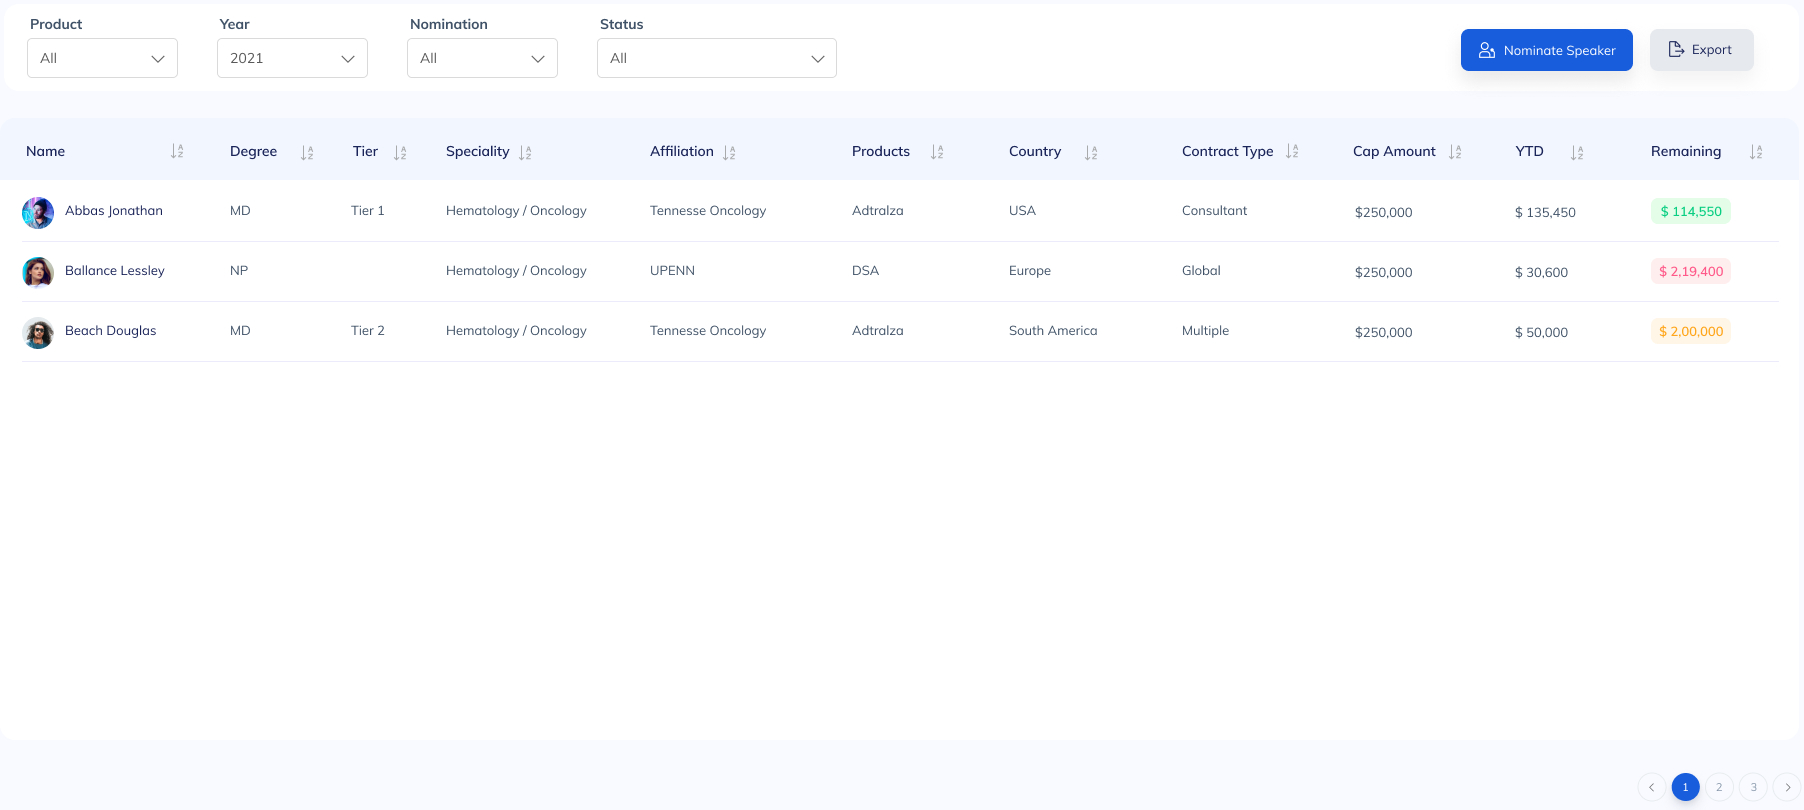 Product Year Nomination Status
All 2021 All All Nominate Speaker Export
Name Degree Tier Speciality Affiliation Products Country Contract Type Cap Amount YTD Remaining
Abbas Jonathan MD Tier 1 Hematology / Oncology Tennesse Oncology Adtralza USA Consultant $250,000 $ 135,450 $ 114,550
Ballance Lessley NP Hematology / Oncology UPENN DSA Europe Global $250,000 $ 30,600 $ 2,19,400
Beach Douglas MD Tier 2 Hematology / Oncology Tennesse Oncology Adtralza South America Multiple $250,000 $ 50,000 $ 2,00,000
1 2 3